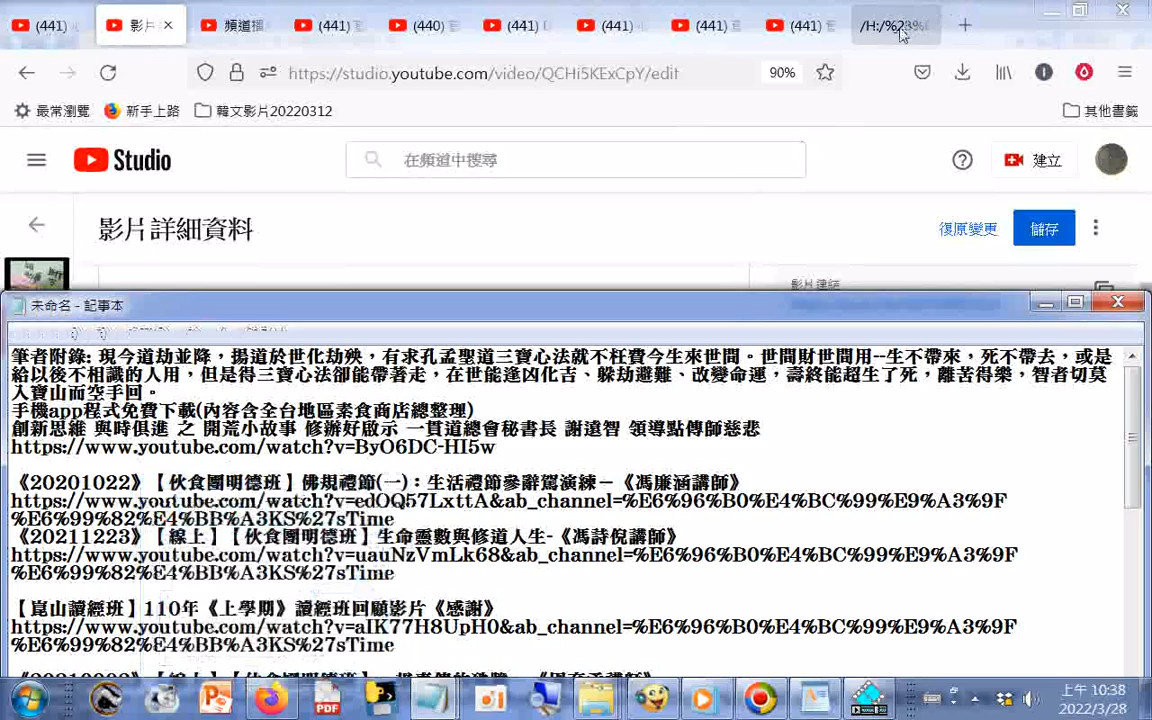 (441)
影片
頻道播
(441)
(440)
(441)
(441)
(441)
(441)
/H:/%23%
https://studio.youtube.com/video/QCHi5KExCpY/edit
90%
最常瀏覽
新手上路
韓文影片20220312
其他書籤
Studio
在頻道中搜尋
建立
影片詳細資料
復原變更
儲存
影片連結
未命名 - 記事本
筆者附錄: 現今道劫並降，揚道於世化劫殃，有求孔孟聖道三寶心法就不枉費今生來世間。世間財世間用--生不帶來，死不帶去，或是
給以後不相識的人用，但是得三寶心法卻能帶著走，在世能逢凶化吉、躲劫避難、改變命運，壽終能超生了死，離苦得樂，智者切莫
入寶山而空手回。
手機app程式免費下載(內容含全台地區素食商店總整理)
創新思維 與時俱進 之 開荒小故事 修辦好啟示 一貫道總會秘書長 謝遠智 領導點傳師慈悲
https://www.youtube.com/watch?v=ByO6DC-HI5w
《20201022》【伙食團明德班】佛規禮節(一)：生活禮節參辭駕演練－《馮廉涵講師》
https://www.youtube.com/watch?v=edOQ57LxttA&ab_channel=%E6%96%B0%E4%BC%99%E9%A3%9F
%E6%99%82%E4%BB%A3KS%27sTime
《20211223》【線上】【伙食團明德班】生命靈數與修道人生-《馮詩倪講師》
https://www.youtube.com/watch?v=uauNzVmLk68&ab_channel=%E6%96%B0%E4%BC%99%E9%A3%9F
%E6%99%82%E4%BB%A3KS%27sTime
【崑山讀經班】110年《上學期》讀經班回顧影片《感謝》
https://www.youtube.com/watch?v=aIK77H8UpH0&ab_channel=%E6%96%B0%E4%BC%99%E9%A3%9F
%E6%99%82%E4%BB%A3KS%27sTime
上午 10:38
2022/3/28